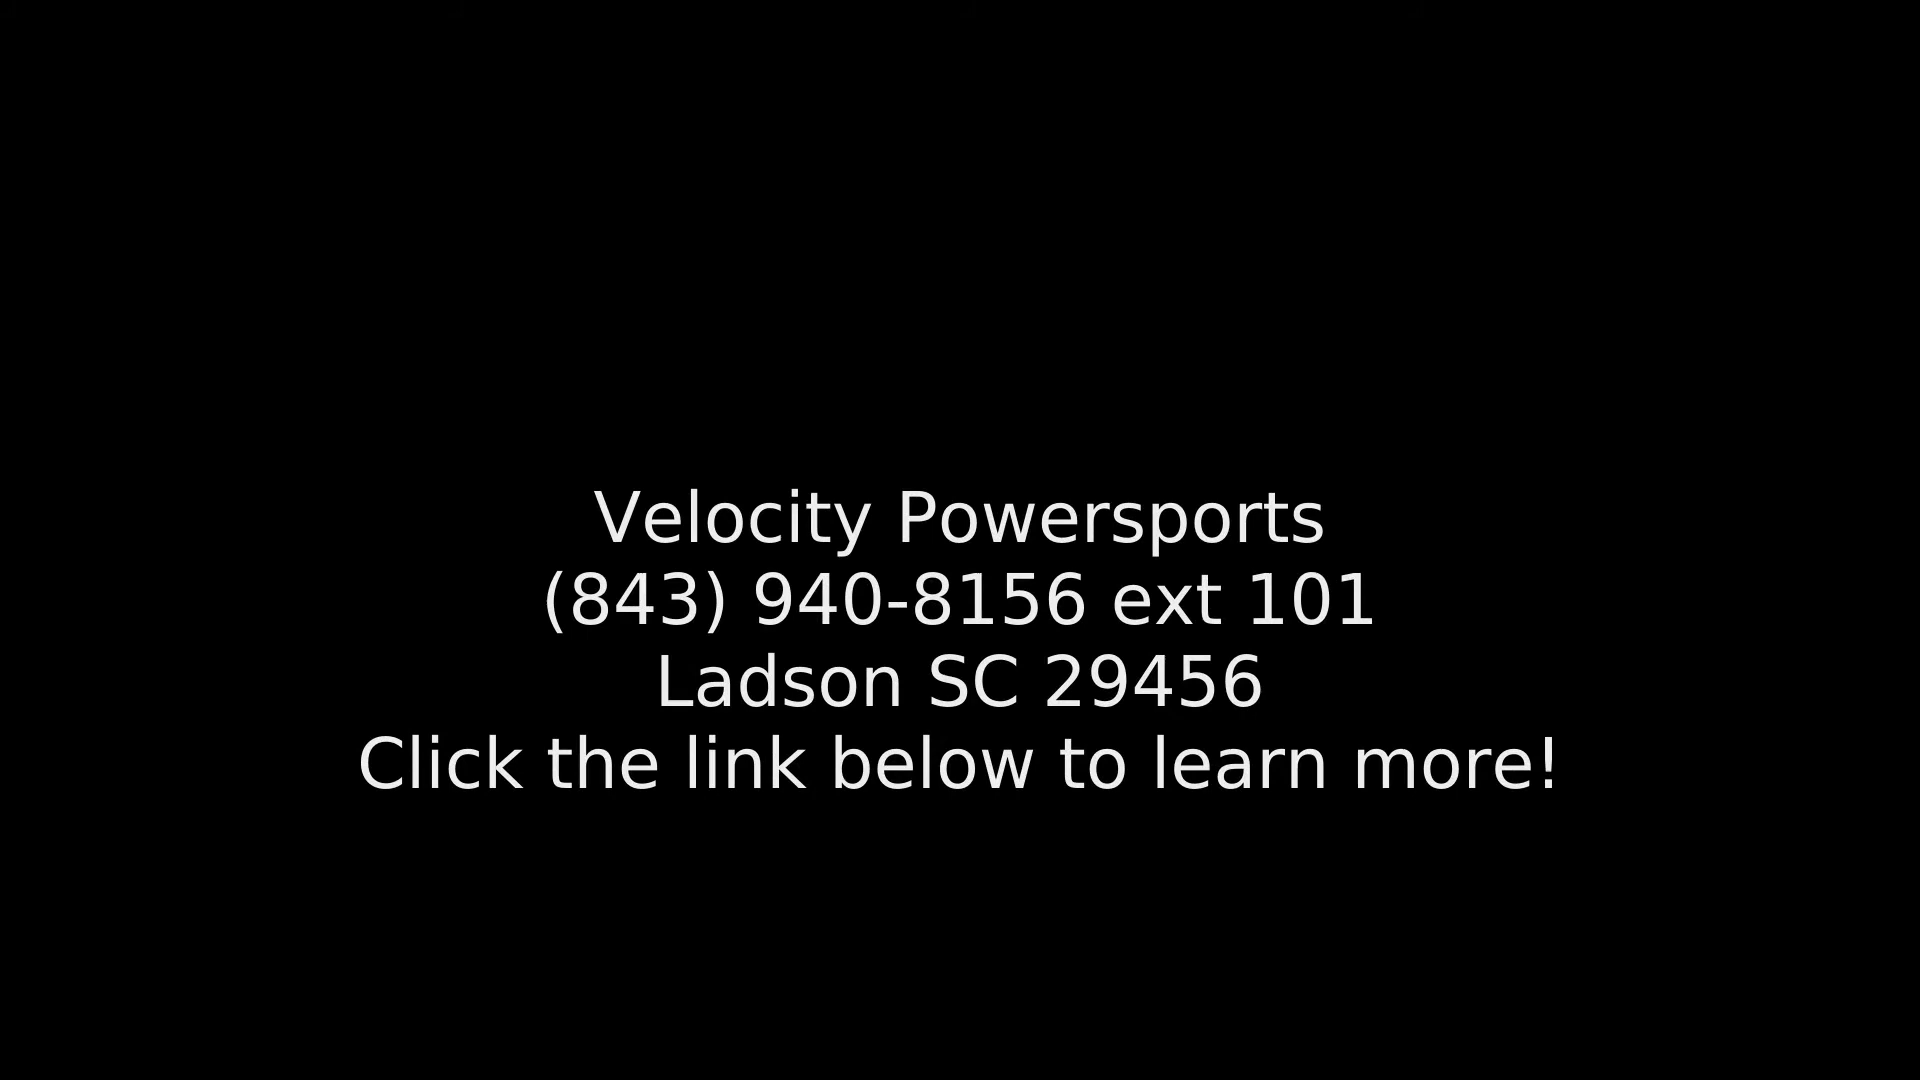 Velocity Powersports
(843) 940-8156 ext 101
Ladson SC 29456
Click the link below to learn more!